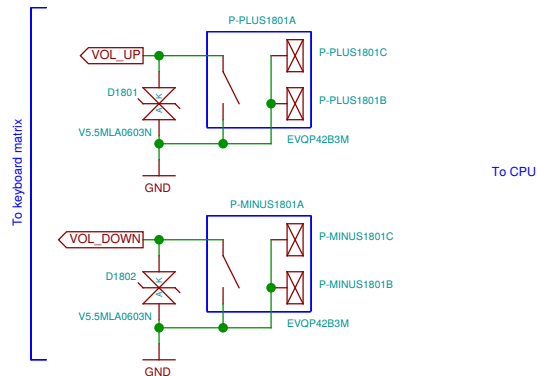 P-PLUS1801A
VOL_UP
P-PLUS1801C
D1801
A
K
P-PLUS1801B
V5.5MLA0603N
EVQP42B3M
GND
To keyboard matrix
To CPU
P-MINUS1801A
VOL_DOWN
P-MINUS1801C
D1802
A
K
P-MINUS1801B
V5.5MLA0603N
EVQP42B3M
GND